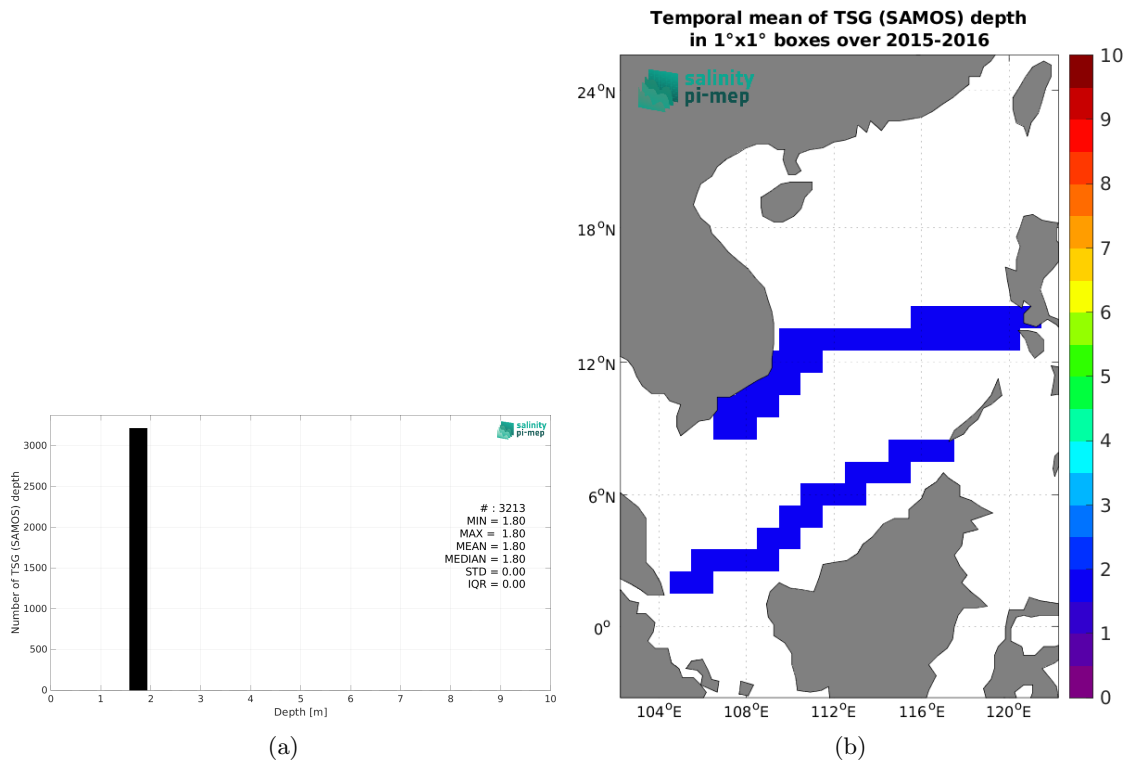 salinity
pi-mep
Number of TSG (SAMOS) depth
3000
2500
2000
1500
1000
500
0
# : 3213
MIN = 1.80
MAX = 1.80
MEAN = 1.80
MEDIAN = 1.80
STD = 0.00
IQR = 0.00
0 1 2 3 4 5 6 7 8 9 10
Depth [m]
(a)
Temporal mean of TSG (SAMOS) depth
in 1°x1° boxes over 2015-2016
salinity
pi-mep
24°N
18°N
12°N
6°N
0°
104°E 108°E 112°E 116°E 120°E
10
9
8
7
6
5
4
3
2
1
0
(b)